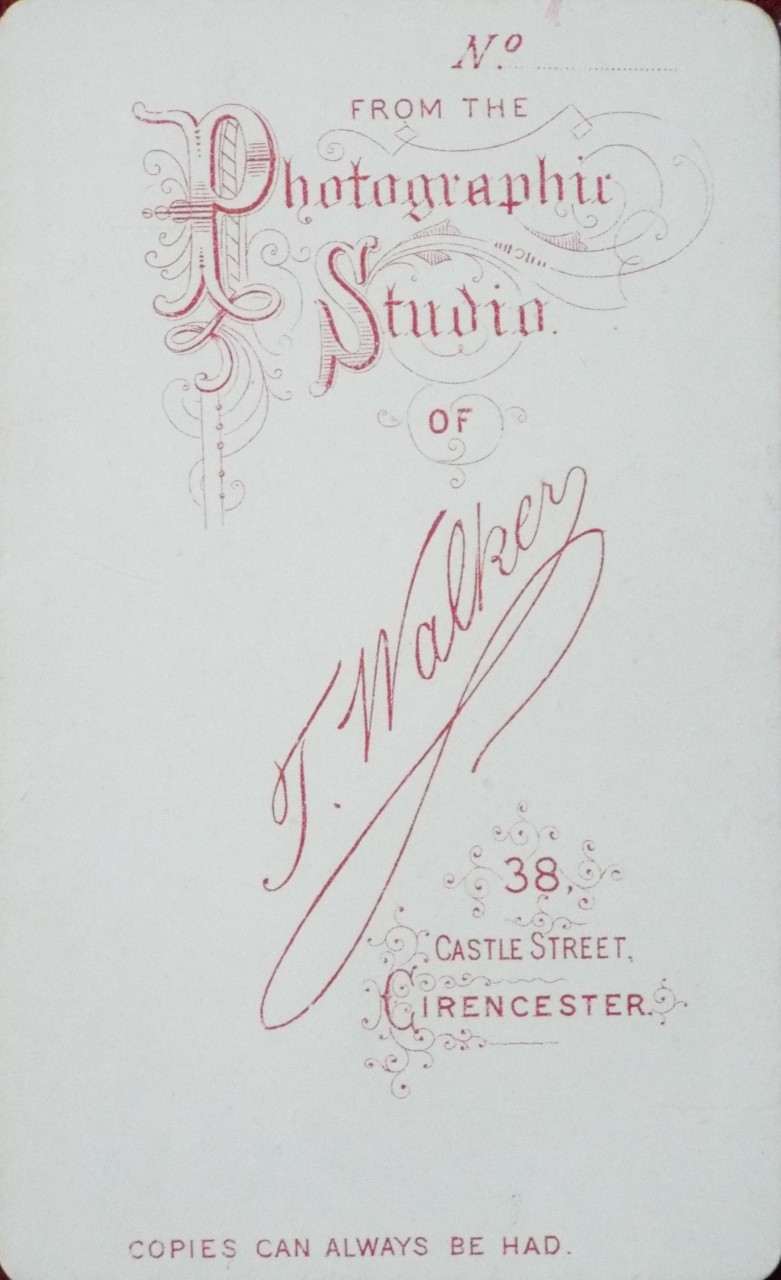 Nº
FROM THE
Photographic
Studio.
OF
T. Walker
38,
CASTLE STREET,
CIRENCESTER.
COPIES CAN ALWAYS BE HAD.